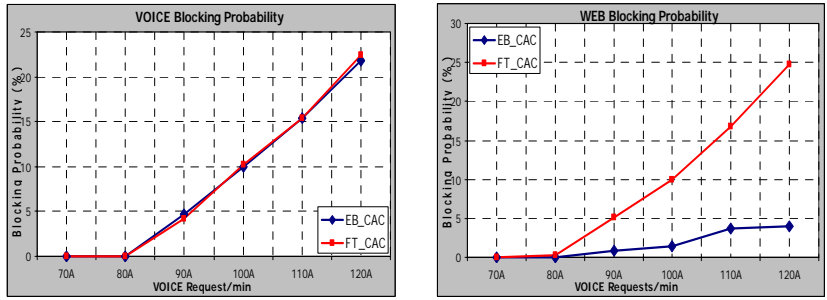 VOICE Blocking Probability
25
20
15
10
5
0
Blocking Probability (%)
70A 80A 90A 100A 110A 120A
VOICE Request/min
EB_CAC
FT_CAC
WEB Blocking Probability
30
25
20
15
10
5
0
Blocking Probability (%)
EB_CAC
FT_CAC
70A 80A 90A 100A 110A 120A
VOICE Requests/min